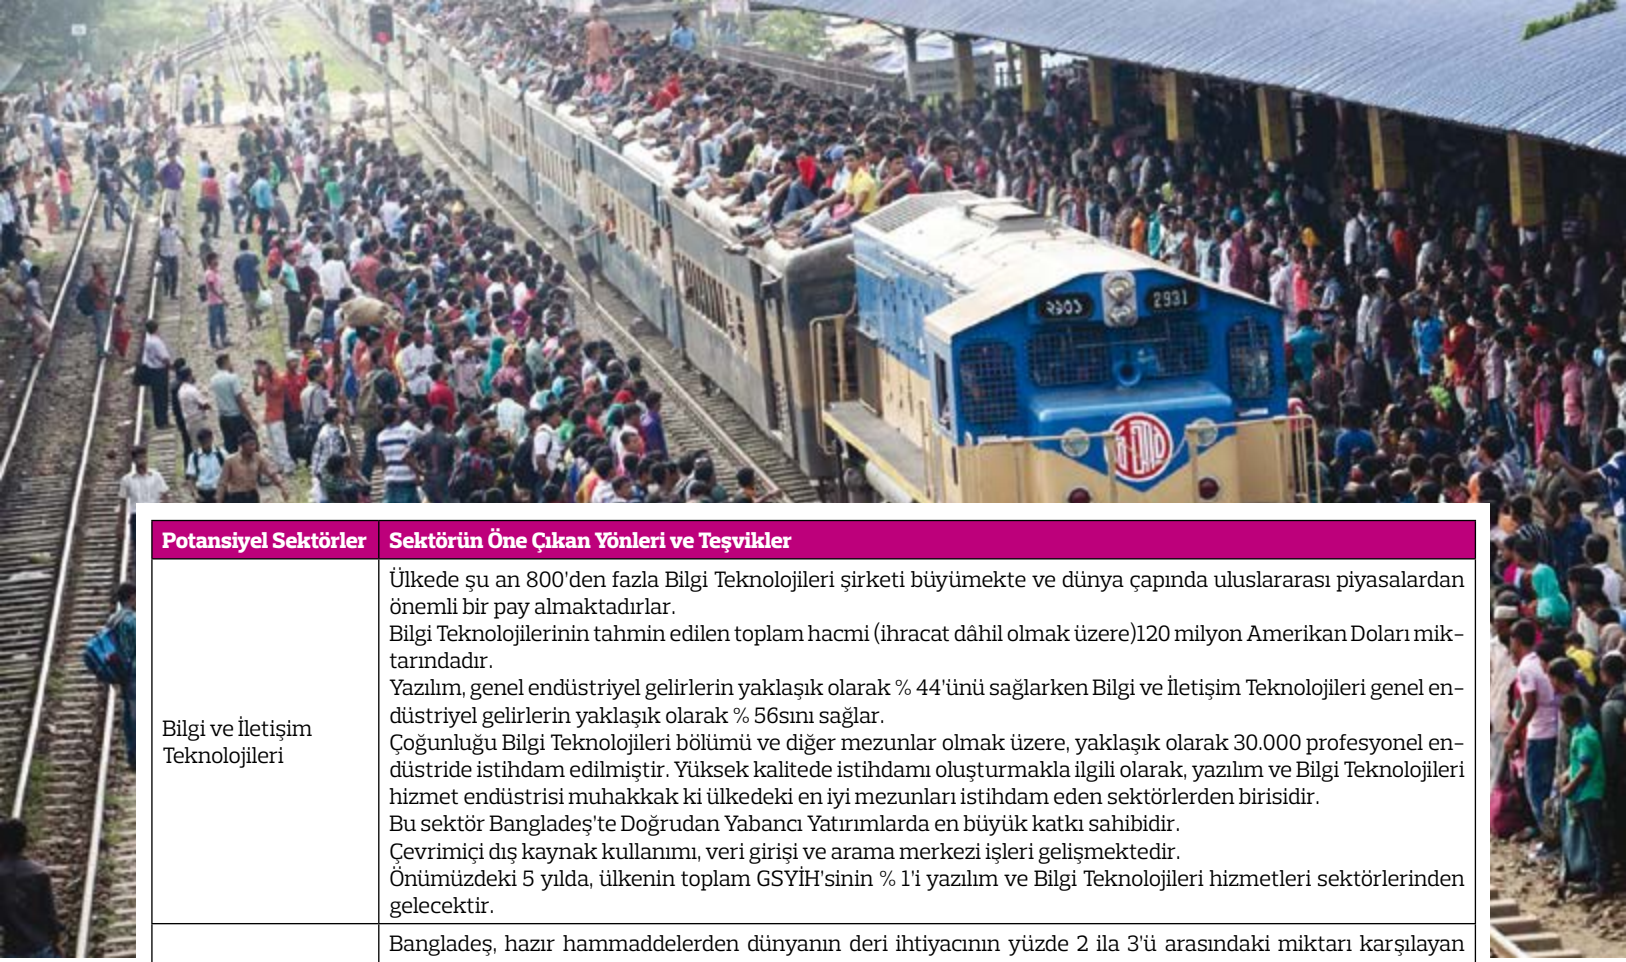 ২৯৩১
2931
Potansiyel Sektörler
Sektörün Öne Çıkan Yönleri ve Teşvikler
Bilgi ve İletişim
Teknolojileri
Ülkede şu an 800’den fazla Bilgi Teknolojileri şirketi büyümekte ve dünya çapında uluslararası piyasalardan
önemli bir pay almaktadırlar.
Bilgi Teknolojilerinin tahmin edilen toplam hacmi (ihracat dâhil olmak üzere)120 milyon Amerikan Doları mik-
tarındadır.
Yazılım, genel endüstriyel gelirlerin yaklaşık olarak % 44’ünü sağlarken Bilgi ve İletişim Teknolojileri genel en-
düstriyel gelirlerin yaklaşık olarak % 56sını sağlar.
Çoğunluğu Bilgi Teknolojileri bölümü ve diğer mezunlar olmak üzere, yaklaşık olarak 30.000 profesyonel en-
düstride istihdam edilmiştir. Yüksek kalitede istihdamı oluşturmakla ilgili olarak, yazılım ve Bilgi Teknolojileri
hizmet endüstrisi muhakkak ki ülkedeki en iyi mezunları istihdam eden sektörlerden birisidir.
Bu sektör Bangladeş’te Doğrudan Yabancı Yatırımlarda en büyük katkı sahibidir.
Çevrimiçi dış kaynak kullanımı, veri girişi ve arama merkezi işleri gelişmektedir.
Önümüzdeki 5 yılda, ülkenin toplam GSYİH’sinin % 1’i yazılım ve Bilgi Teknolojileri hizmetleri sektörlerinden
gelecektir.
Bangladeş, hazır hammaddelerden dünyanın deri ihtiyacının yüzde 2 ila 3’ü arasındaki miktarı karşılayan